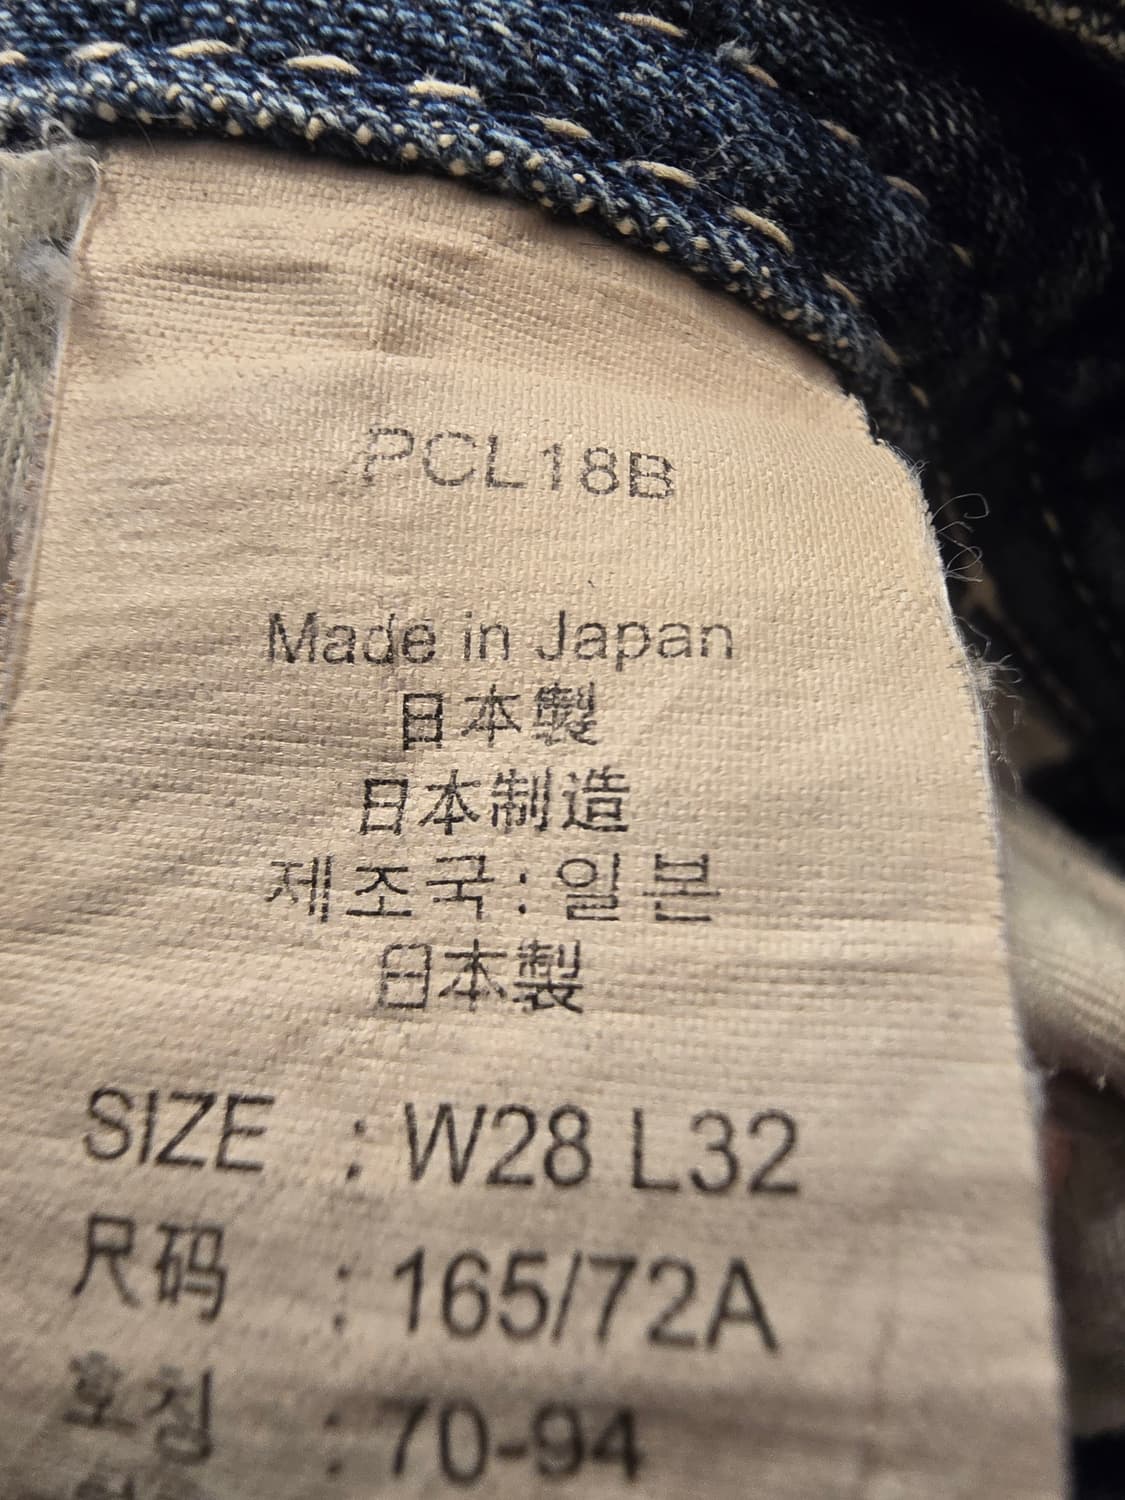 PCL18B
Made in Japan
日本製
日本制造
제조국: 일본
日本製
SIZE : W28 L32
尺码 : 165/72A
호칭 : 70-94